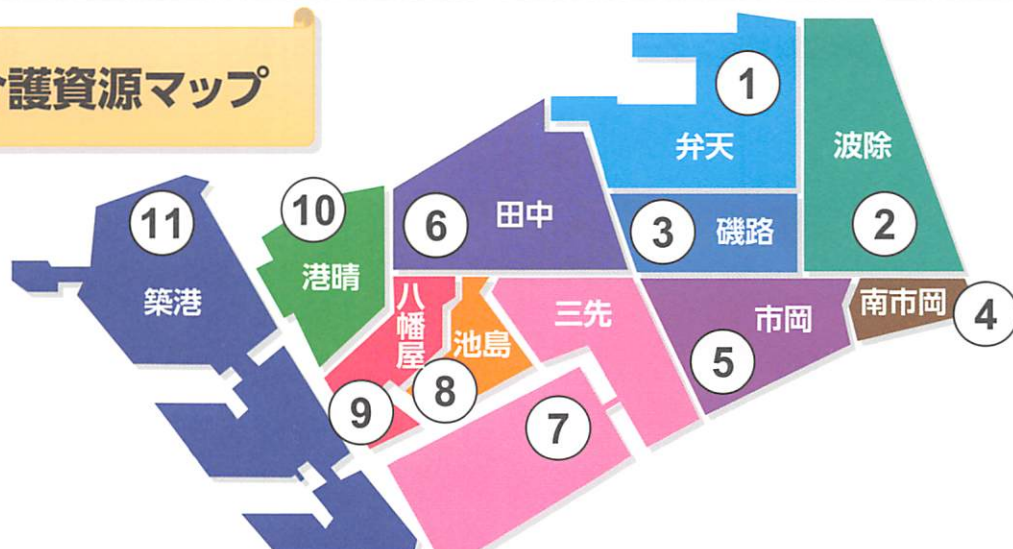 護資源マップ
①
弁天
波除
②
③
磯路
⑥
田中
⑪
築港
⑩
港晴
八幡屋
池島
三先
市岡
南市岡
④
⑤
⑧
⑨
⑦